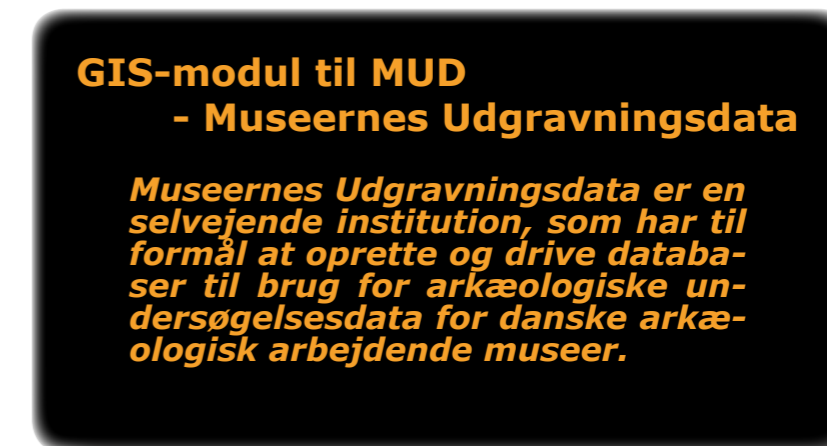 GIS-modul til MUD
- Museernes Udgravningsdata
Museernes Udgravningsdata er en
selvejende institution, som har til
formål at oprette og drive databa-
ser til brug for arkæologiske un-
dersøgelsesdata for danske arkæ-
ologisk arbejdende museer.